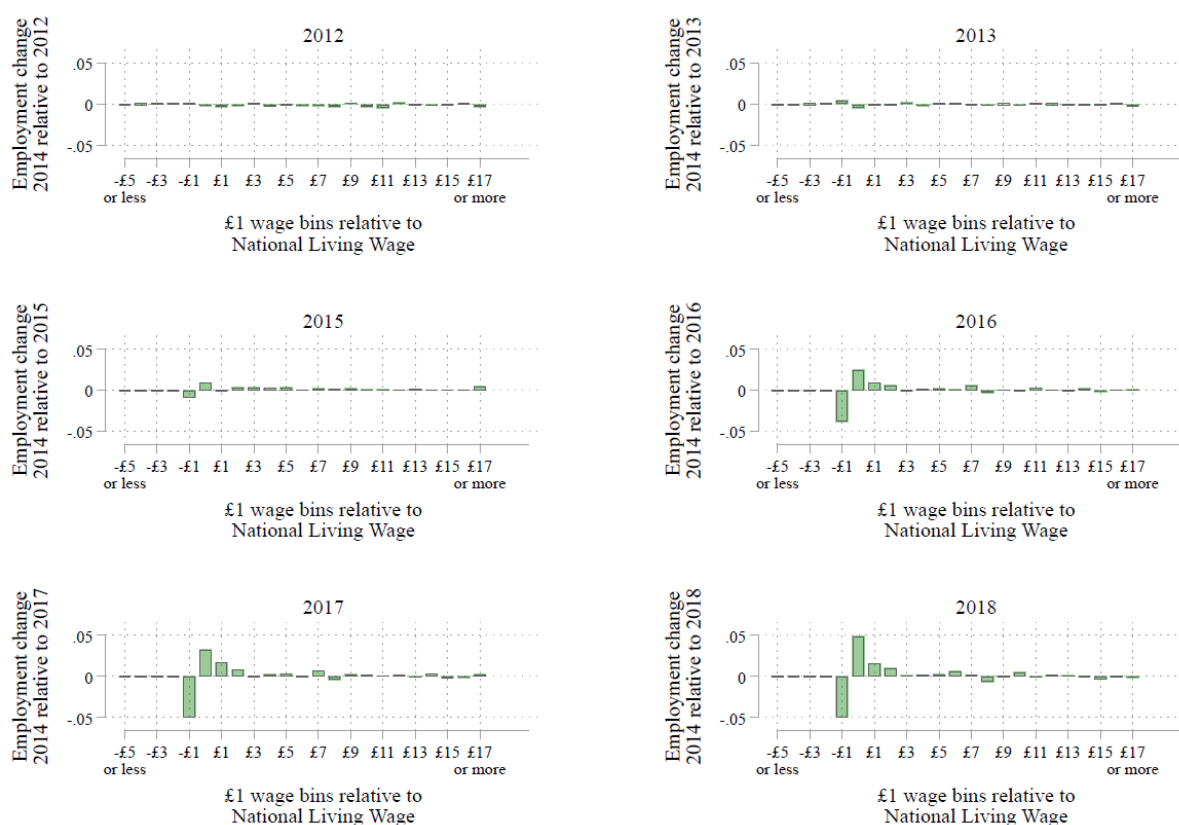 2012
Employment change
2014 relative to 2012
.05
0
-.05
-£5 -£3 -£1 £1 £3 £5 £7 £9 £11 £13 £15 £17
or less or more
£1 wage bins relative to
National Living Wage
2013
Employment change
2014 relative to 2013
.05
0
-.05
-£5 -£3 -£1 £1 £3 £5 £7 £9 £11 £13 £15 £17
or less or more
£1 wage bins relative to
National Living Wage
2015
Employment change
2014 relative to 2015
.05
0
-.05
-£5 -£3 -£1 £1 £3 £5 £7 £9 £11 £13 £15 £17
or less or more
£1 wage bins relative to
National Living Wage
2016
Employment change
2014 relative to 2016
.05
0
-.05
-£5 -£3 -£1 £1 £3 £5 £7 £9 £11 £13 £15 £17
or less or more
£1 wage bins relative to
National Living Wage
2017
Employment change
2014 relative to 2017
.05
0
-.05
-£5 -£3 -£1 £1 £3 £5 £7 £9 £11 £13 £15 £17
or less or more
£1 wage bins relative to
National Living Wage
2018
Employment change
2014 relative to 2018
.05
0
-.05
-£5 -£3 -£1 £1 £3 £5 £7 £9 £11 £13 £15 £17
or less or more
£1 wage bins relative to
National Living Wage